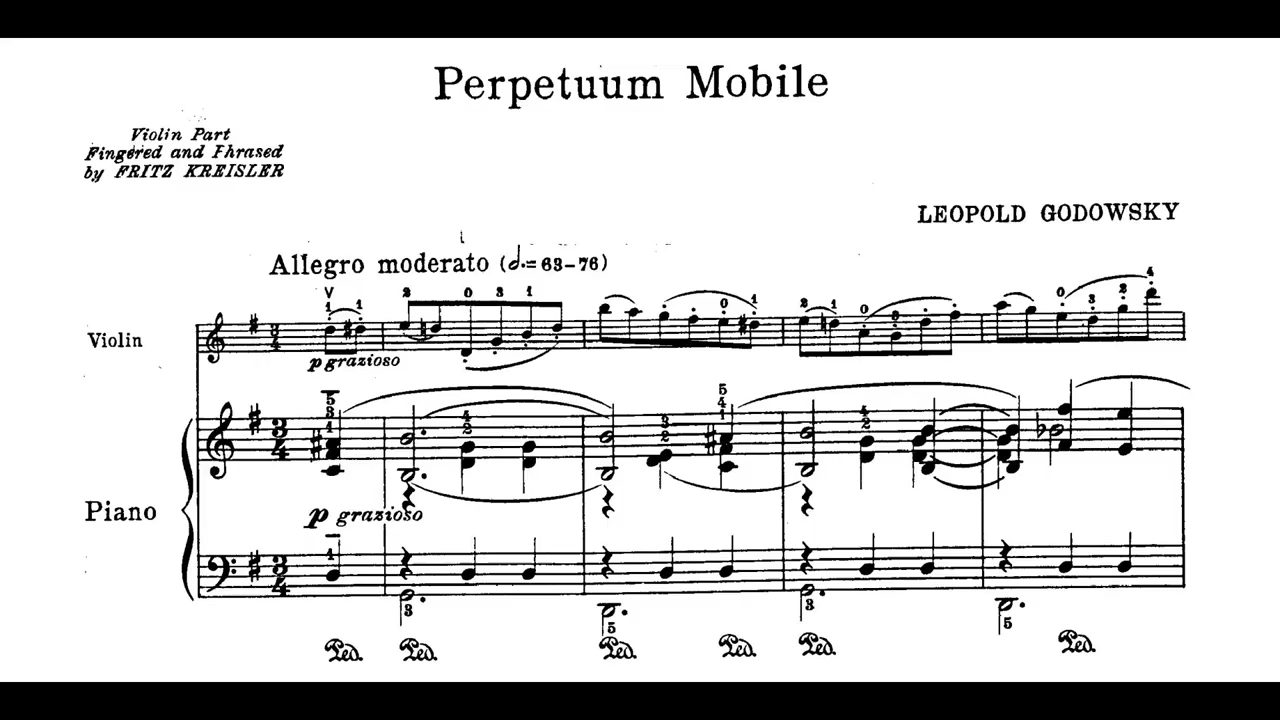 Perpetuum Mobile
Violin Part
Fingered and Phrased
by FRITZ KREISLER
LEOPOLD GODOWSKY
Allegro moderato (𝅗𝅥. = 63–76)
Violin
p grazioso
Piano
p grazioso
Ped. Ped. Ped. Ped. Ped. Ped.